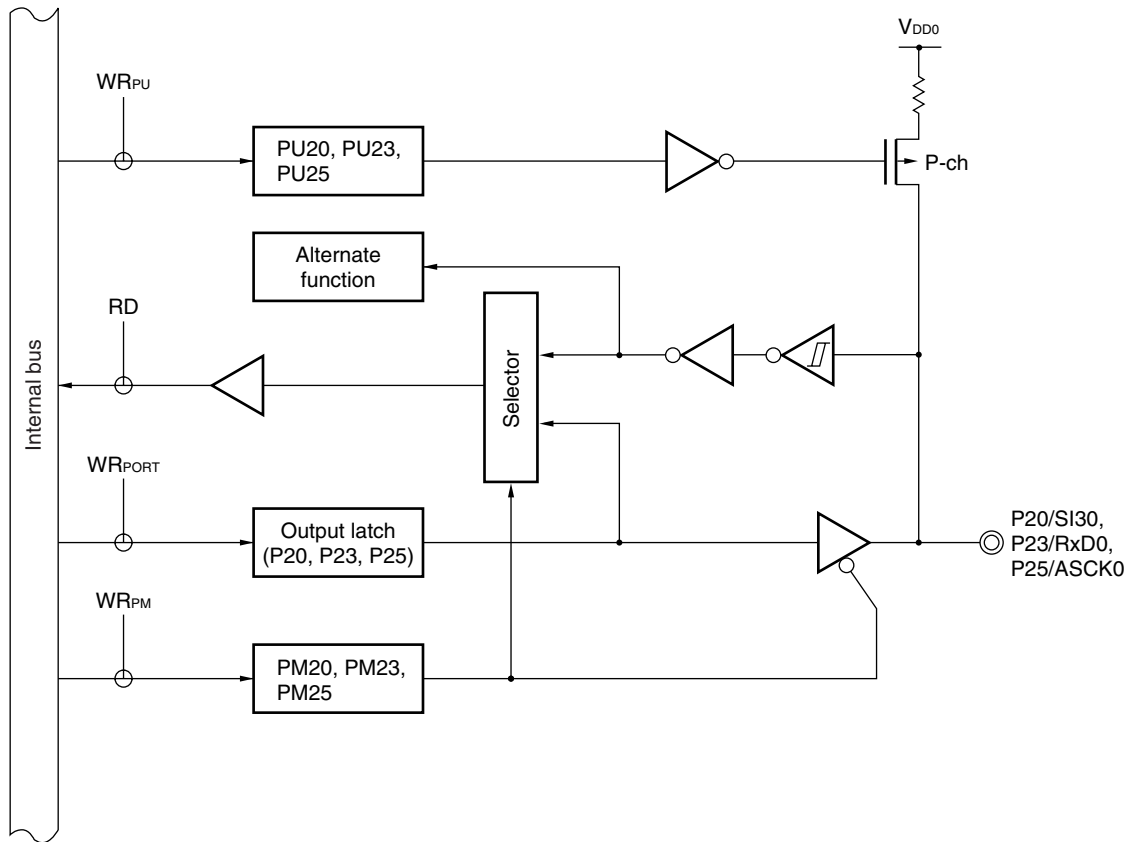 VDD0
WRPU
PU20, PU23,
PU25
P-ch
Alternate
function
RD
Selector
Internal bus
WRPORT
Output latch
(P20, P23, P25)
P20/SI30,
P23/RxD0,
P25/ASCK0
WRPM
PM20, PM23,
PM25